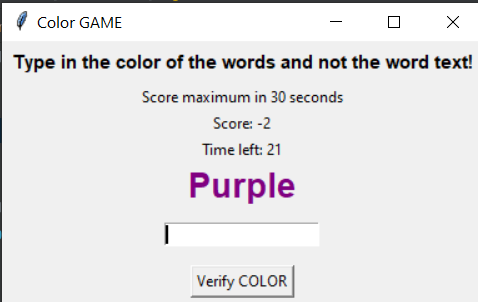 Color GAME
Type in the color of the words and not the word text!
Score maximum in 30 seconds
Score: -2
Time left: 21
Purple
Verify COLOR